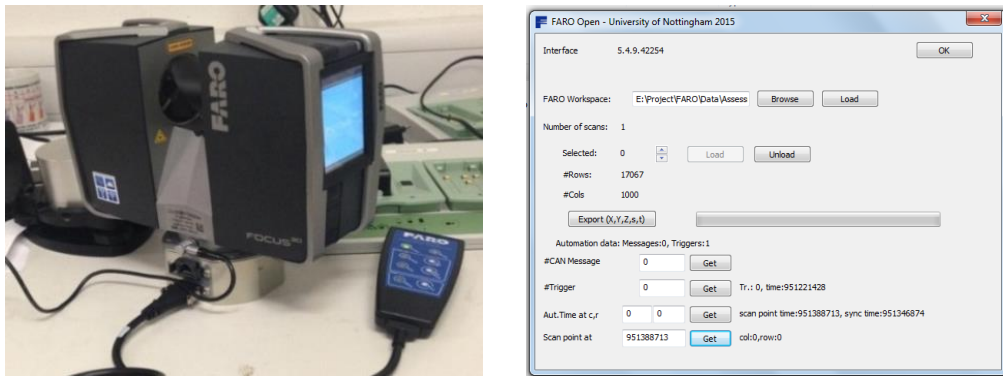 FARO
FOCUS3D
FARO
FARO Open - University of Nottingham 2015
Interface 5.4.9.42254 OK
FARO Workspace: E:\Project\FARO\Data\Assess Browse Load
Number of scans: 1
Selected: 0 Load Unload
#Rows: 17067
#Cols 1000
Export (X,Y,Z,s,t)
Automation data: Messages:0, Triggers:1
#CAN Message 0 Get
#Trigger 0 Get Tr.: 0, time:951221428
Aut.Time at c,r 0 0 Get scan point time:951388713, sync time:951346874
Scan point at 951388713 Get col:0,row:0